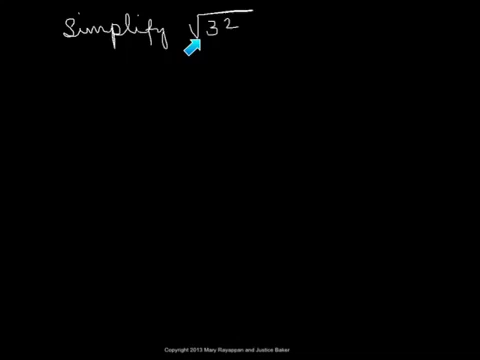 Simplify √3²
Copyright 2013 Mary Rayappan and Justice Baker